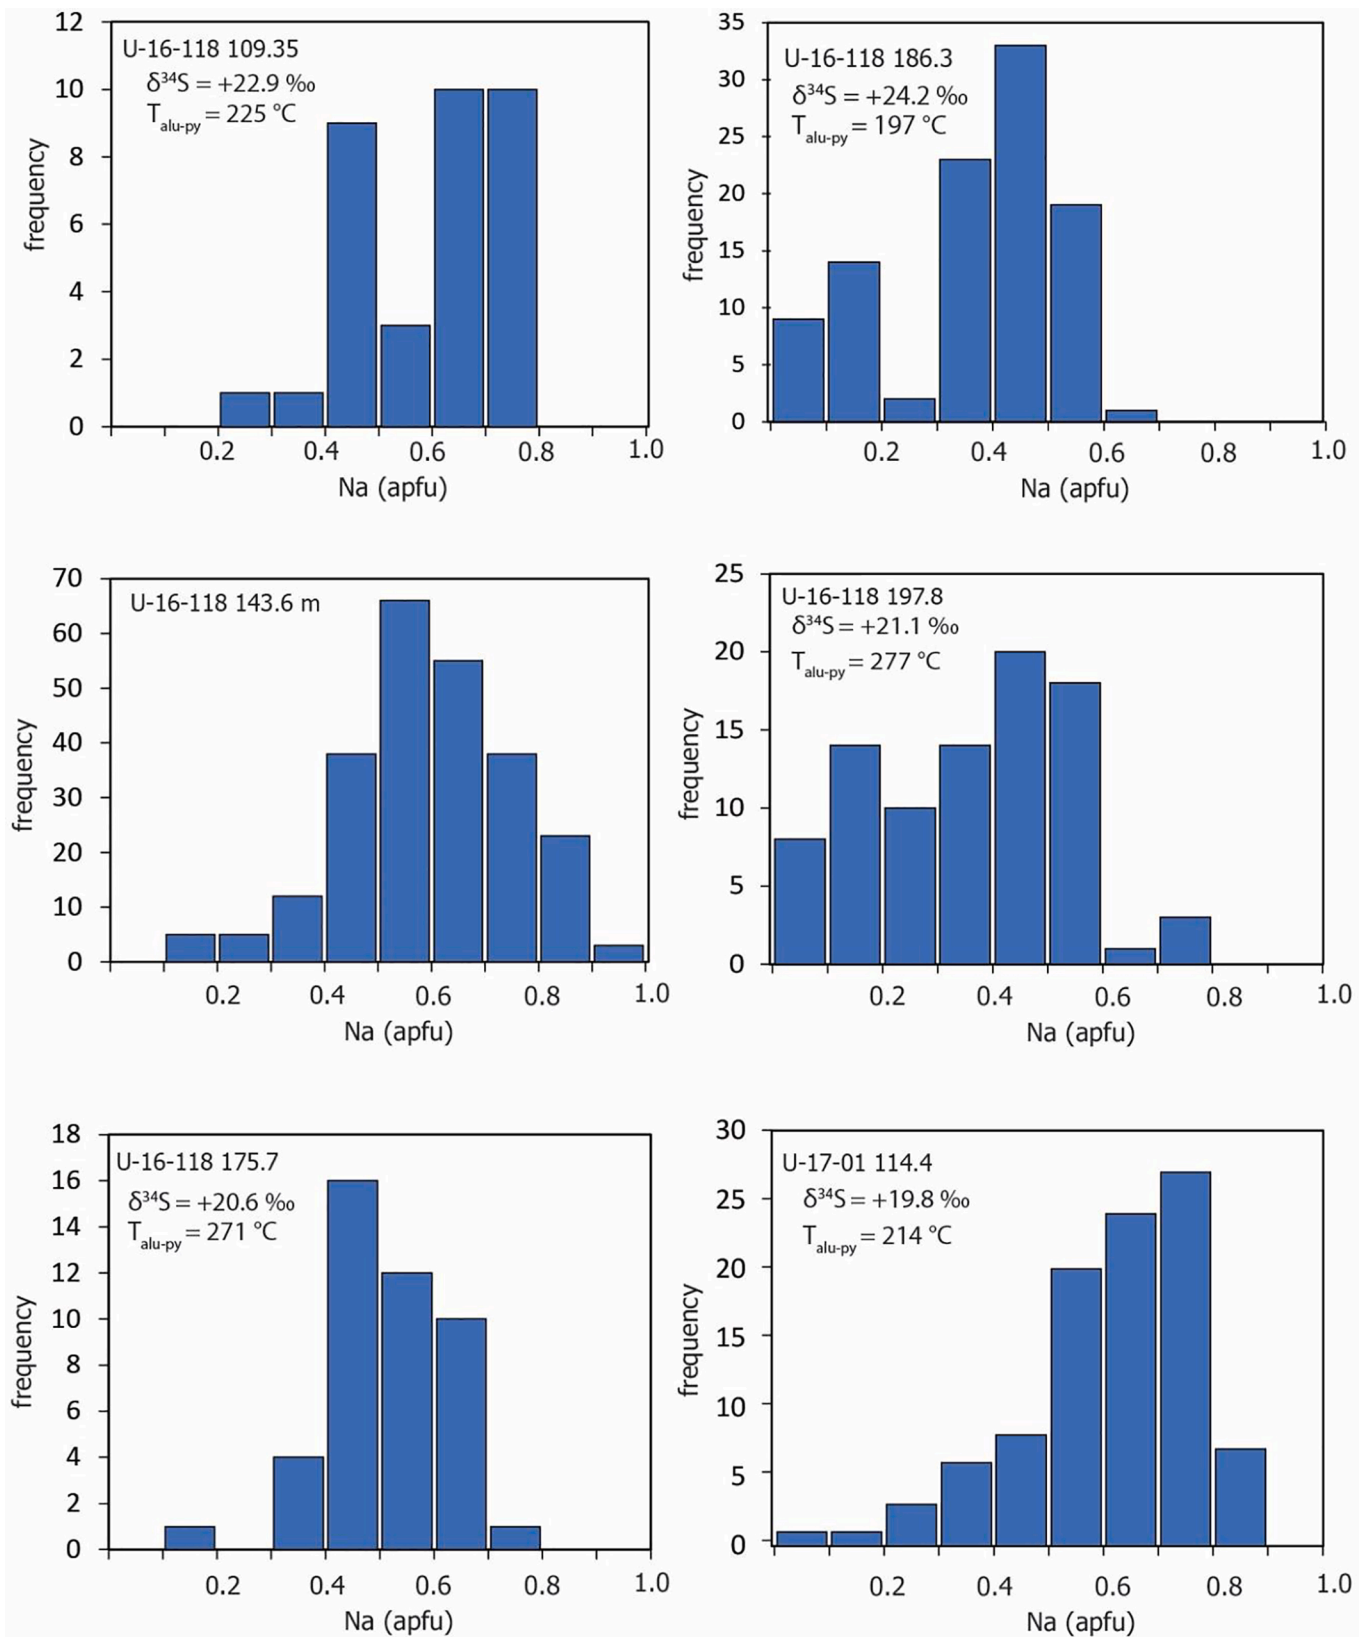 U-16-118 109.35
δ³⁴S = +22.9 ‰
Talu-py = 225 °C
frequency
12
10
8
6
4
2
0
0.2 0.4 0.6 0.8 1.0
Na (apfu)
U-16-118 186.3
δ³⁴S = +24.2 ‰
Talu-py = 197 °C
frequency
35
30
25
20
15
10
5
0
0.2 0.4 0.6 0.8 1.0
Na (apfu)
U-16-118 143.6 m
frequency
70
60
50
40
30
20
10
0
0.2 0.4 0.6 0.8 1.0
Na (apfu)
U-16-118 197.8
δ³⁴S = +21.1 ‰
Talu-py = 277 °C
frequency
25
20
15
10
5
0
0.2 0.4 0.6 0.8 1.0
Na (apfu)
U-16-118 175.7
δ³⁴S = +20.6 ‰
Talu-py = 271 °C
frequency
18
16
14
12
10
8
6
4
2
0
0.2 0.4 0.6 0.8 1.0
Na (apfu)
U-17-01 114.4
δ³⁴S = +19.8 ‰
Talu-py = 214 °C
frequency
30
25
20
15
10
5
0
0.2 0.4 0.6 0.8 1.0
Na (apfu)